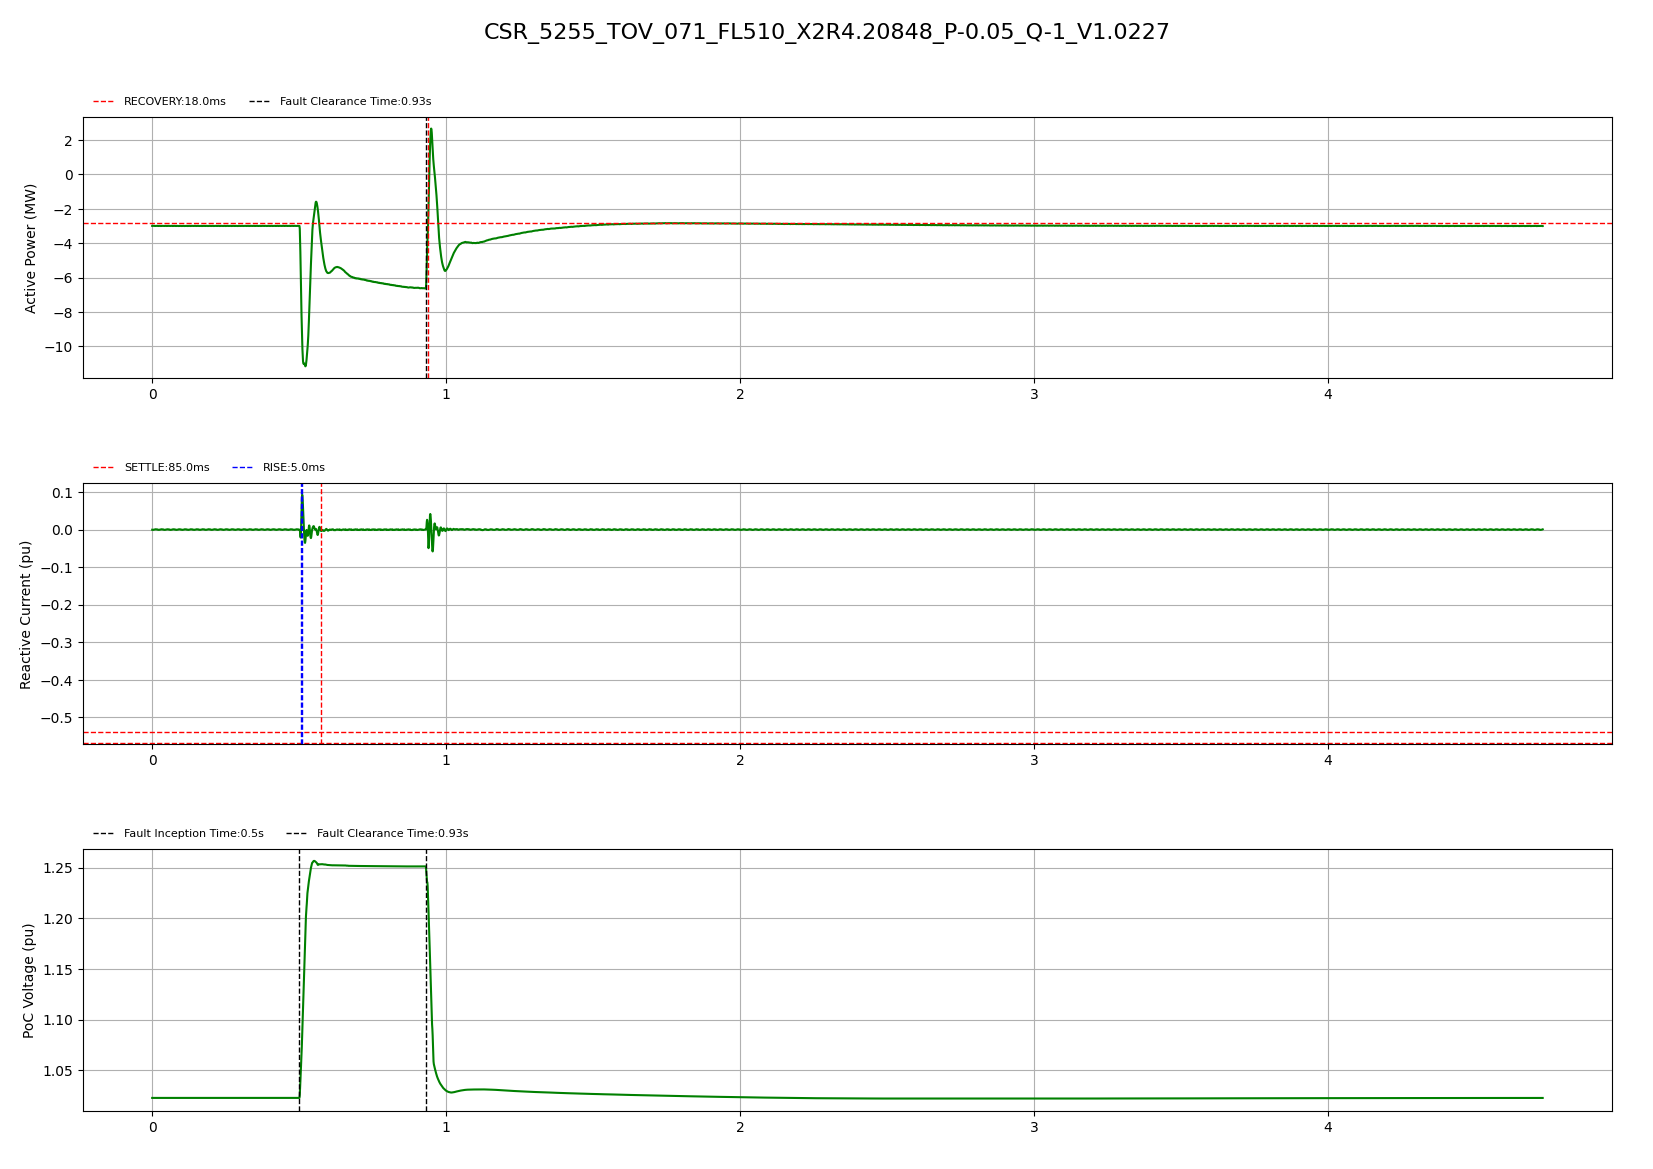 CSR_5255_TOV_071_FL510_X2R4.20848_P-0.05_Q-1_V1.0227
RECOVERY:18.0ms Fault Clearance Time:0.93s
Active Power (MW)
2
0
−2
−4
−6
−8
−10
0 1 2 3 4
SETTLE:85.0ms RISE:5.0ms
Reactive Current (pu)
0.1
0.0
−0.1
−0.2
−0.3
−0.4
−0.5
0 1 2 3 4
Fault Inception Time:0.5s Fault Clearance Time:0.93s
PoC Voltage (pu)
1.25
1.20
1.15
1.10
1.05
0 1 2 3 4